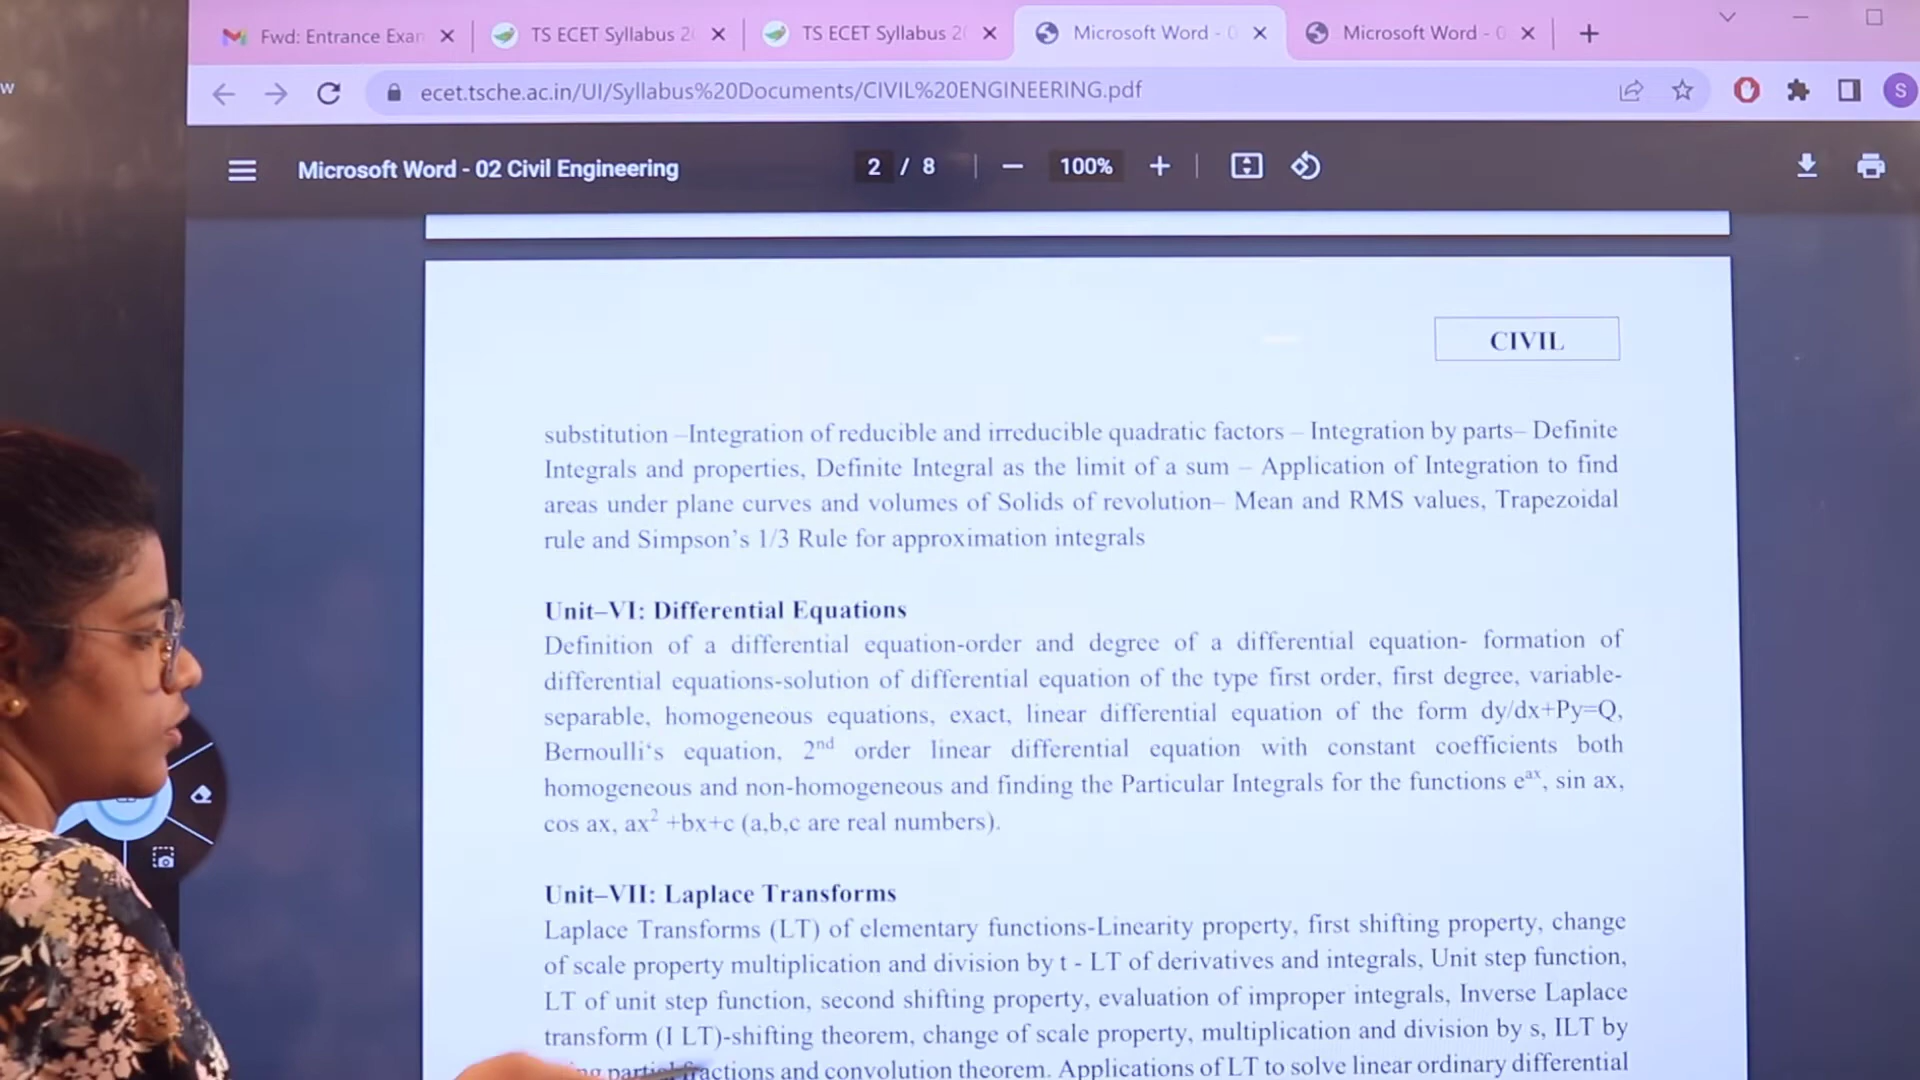 w
Fwd: Entrance Exar
TS ECET Syllabus 2
TS ECET Syllabus 2
Microsoft Word - 0
Microsoft Word - 0
ecet.tsche.ac.in/UI/Syllabus%20Documents/CIVIL%20ENGINEERING.pdf
S
Microsoft Word - 02 Civil Engineering
2 / 8
100%
CIVIL
substitution –Integration of reducible and irreducible quadratic factors – Integration by parts– Definite
Integrals and properties, Definite Integral as the limit of a sum – Application of Integration to find
areas under plane curves and volumes of Solids of revolution– Mean and RMS values, Trapezoidal
rule and Simpson's 1/3 Rule for approximation integrals
Unit–VI: Differential Equations
Definition of a differential equation-order and degree of a differential equation- formation of
differential equations-solution of differential equation of the type first order, first degree, variable-
separable, homogeneous equations, exact, linear differential equation of the form dy/dx+Py=Q,
Bernoulli‘s equation, 2nd order linear differential equation with constant coefficients both
homogeneous and non-homogeneous and finding the Particular Integrals for the functions e^ax, sin ax,
cos ax, ax² +bx+c (a,b,c are real numbers).
Unit–VII: Laplace Transforms
Laplace Transforms (LT) of elementary functions-Linearity property, first shifting property, change
of scale property multiplication and division by t - LT of derivatives and integrals, Unit step function,
LT of unit step function, second shifting property, evaluation of improper integrals, Inverse Laplace
transform (I LT)-shifting theorem, change of scale property, multiplication and division by s, ILT by
partial fractions and convolution theorem. Applications of LT to solve linear ordinary differential